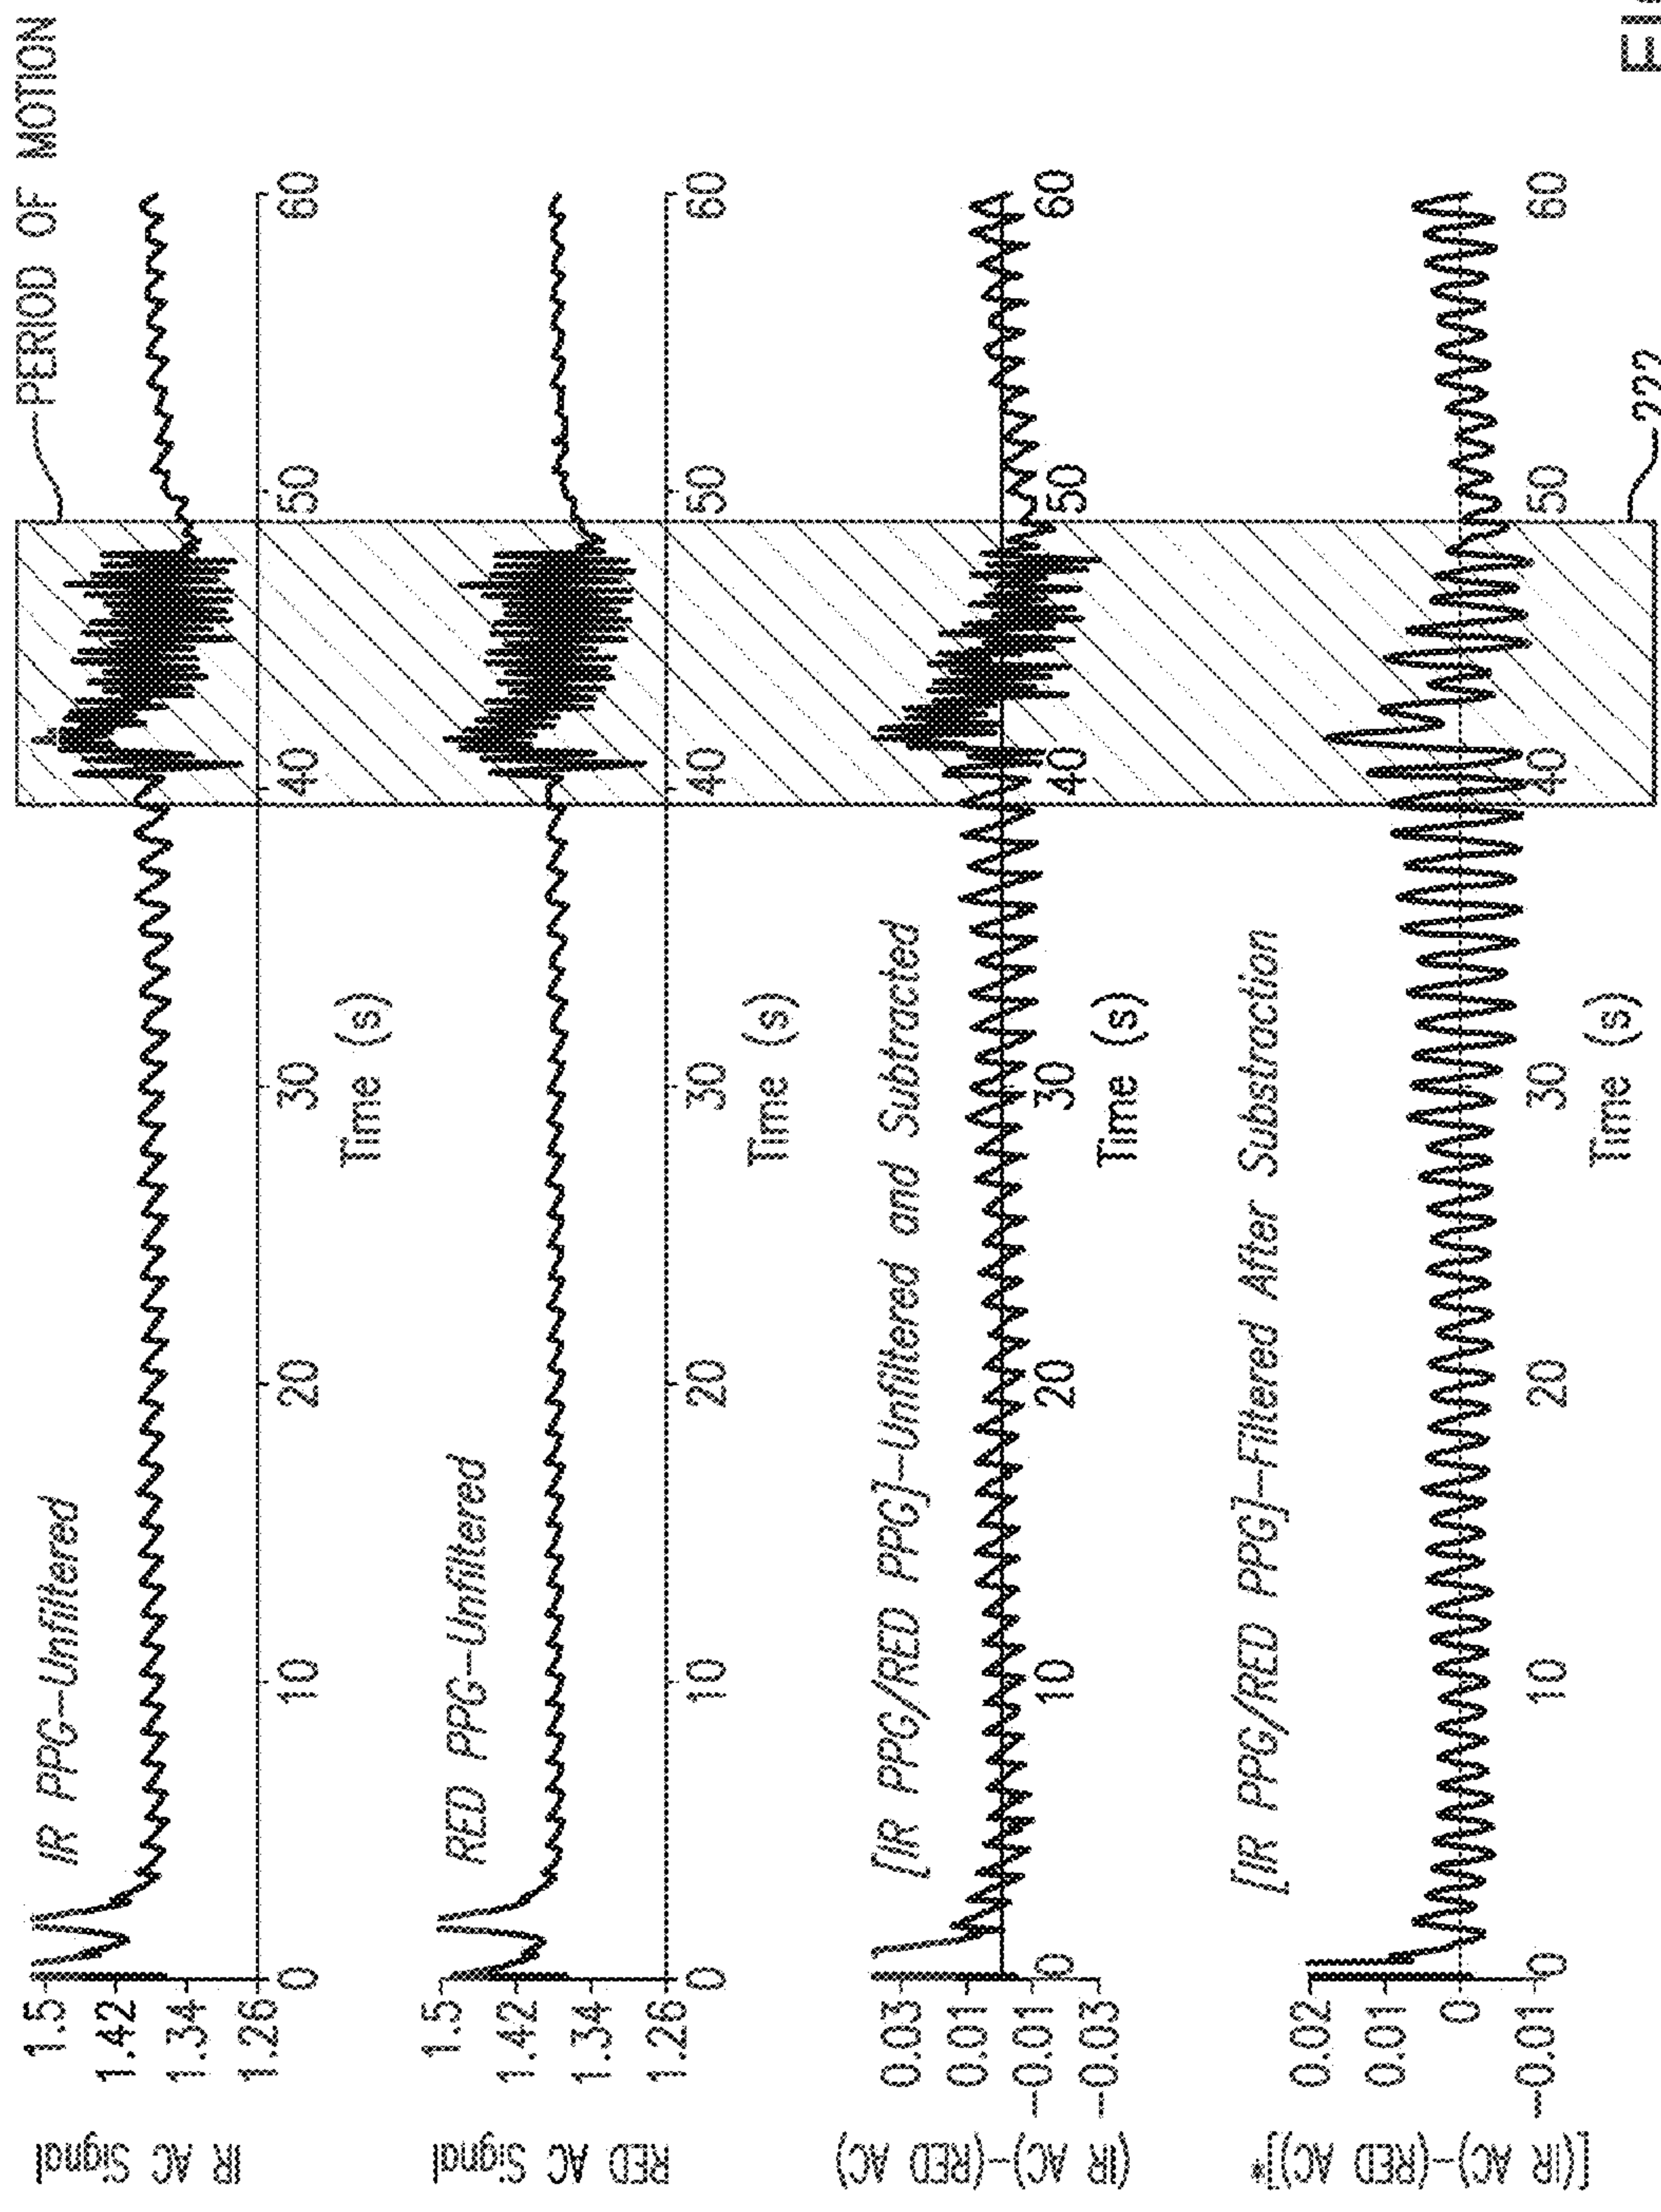 PERIOD OF MOTION
IR PPG-Unfiltered
IR AC Signal
1.5
1.42
1.34
1.26
0 10 20 30 40 50 60
Time (s)
RED PPG-Unfiltered
RED AC Signal
1.5
1.42
1.34
1.26
0 10 20 30 40 50 60
Time (s)
[IR PPG/RED PPG]-Unfiltered and Subtracted
(IR AC)-(RED AC)
0.03
0.01
-0.01
-0.03
0 10 20 30 40 50 60
Time (s)
[IR PPG/RED PPG]-Filtered After Substraction
[(IR AC)-(RED AC)]*
0.02
0.01
0
-0.01
0 10 20 30 40 50 60
Time (s)
222